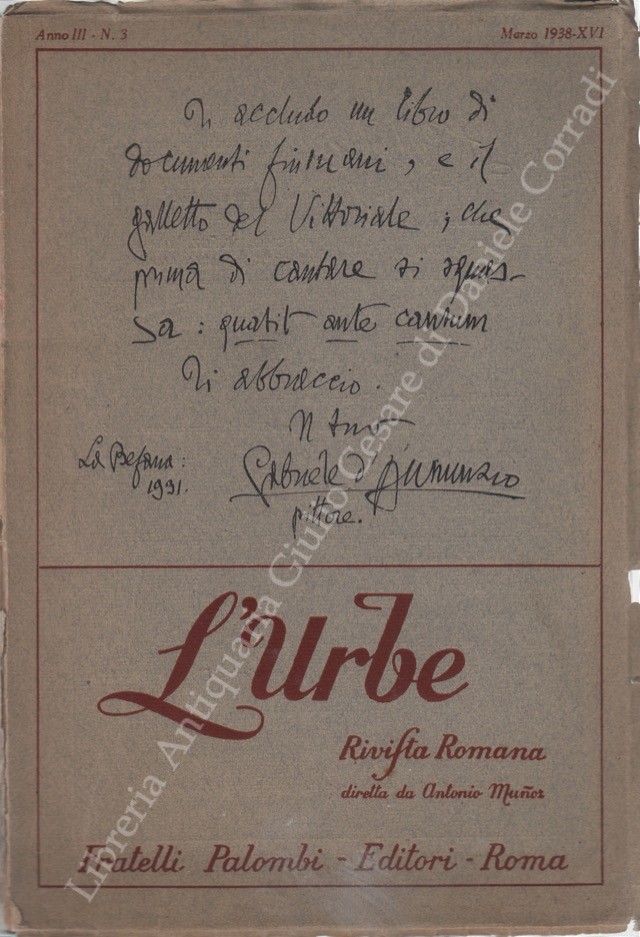 Anno III - N. 3
Marzo 1938-XVI
Ti accludo un libro di
documenti fiumani, e il
galletto del Vittoriale; che
prima di cantare si squas-
sa: quatit ante cantum
Ti abbraccio.
Il tuo
La Befana:
1931.
Gabriele d'Annunzio
pittore.
L'Urbe
Rivista Romana
diretta da Antonio Muñoz
Fratelli Palombi - Editori - Roma
Libreria Antiquaria Giulio Cesare di Daniele Corradi